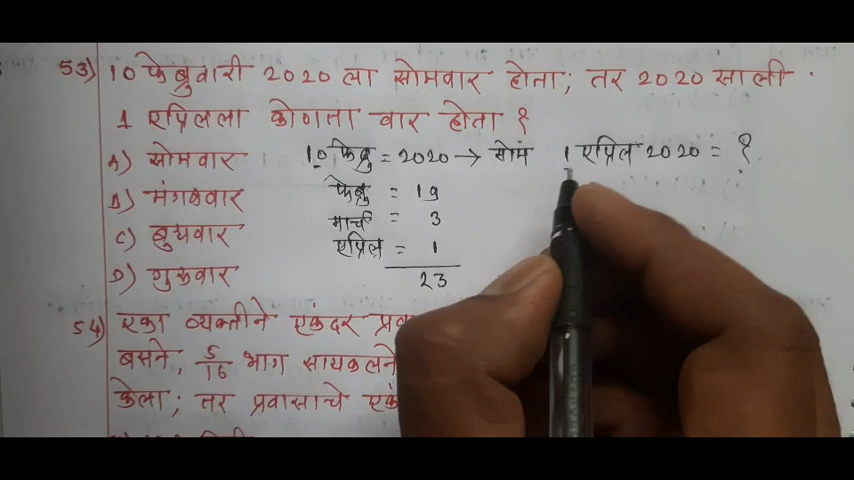 53) 10 फेब्रुवारी 2020 ला सोमवार होता; तर 2020 साली
1 एप्रिलला कोणता वार होता ?
A) सोमवार
10 फेब्रु = 2020 → सोम 1 एप्रिल 2020 = ?
B) मंगळवार
फेब्रु = 19
मार्च = 3
C) बुधवार
एप्रिल = 1
D) गुरुवार
23
54) एका व्यक्तीने एकंदर
बसने, 5/16 भाग सायकलने
केला; तर प्रवासाचे